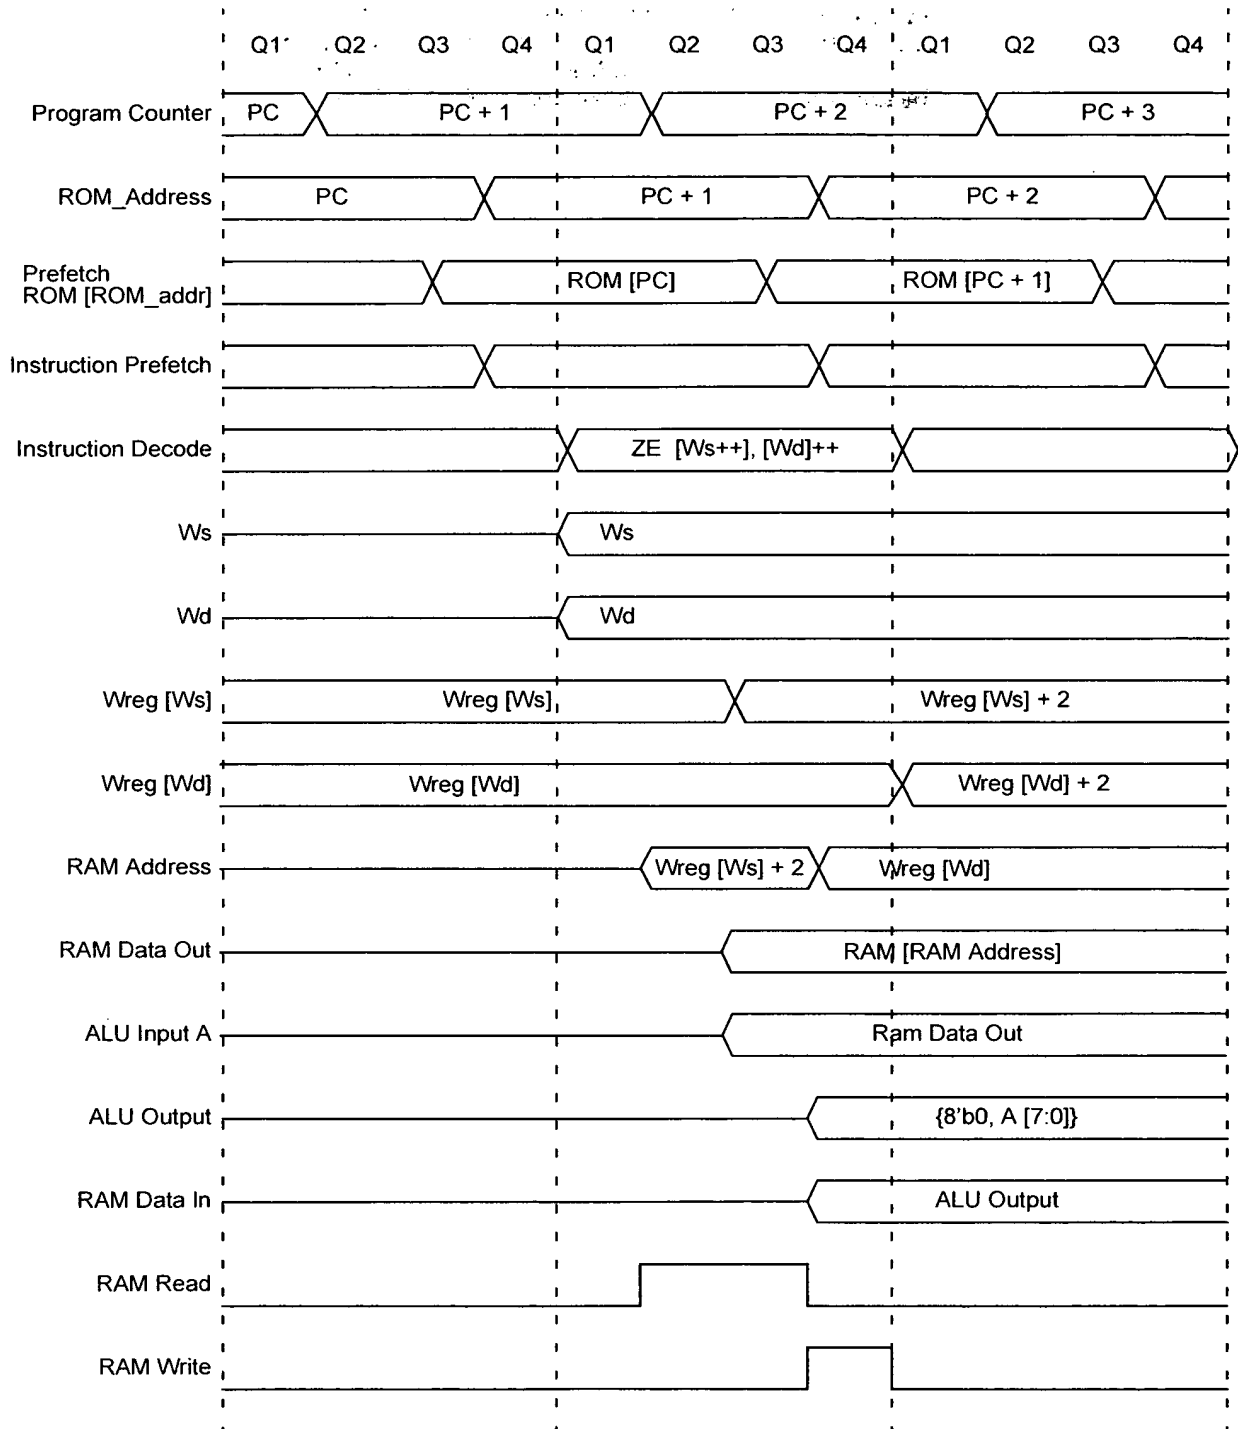 Q1 Q2 Q3 Q4 Q1 Q2 Q3 Q4 Q1 Q2 Q3 Q4
Program Counter PC PC + 1 PC + 2 PC + 3
ROM_Address PC PC + 1 PC + 2
Prefetch
ROM [ROM_addr] ROM [PC] ROM [PC + 1]
Instruction Prefetch
Instruction Decode ZE [Ws++], [Wd]++
Ws Ws
Wd Wd
Wreg [Ws] Wreg [Ws] Wreg [Ws] + 2
Wreg [Wd] Wreg [Wd] Wreg [Wd] + 2
RAM Address Wreg [Ws] + 2 Wreg [Wd]
RAM Data Out RAM [RAM Address]
ALU Input A Ram Data Out
ALU Output {8'b0, A [7:0]}
RAM Data In ALU Output
RAM Read
RAM Write